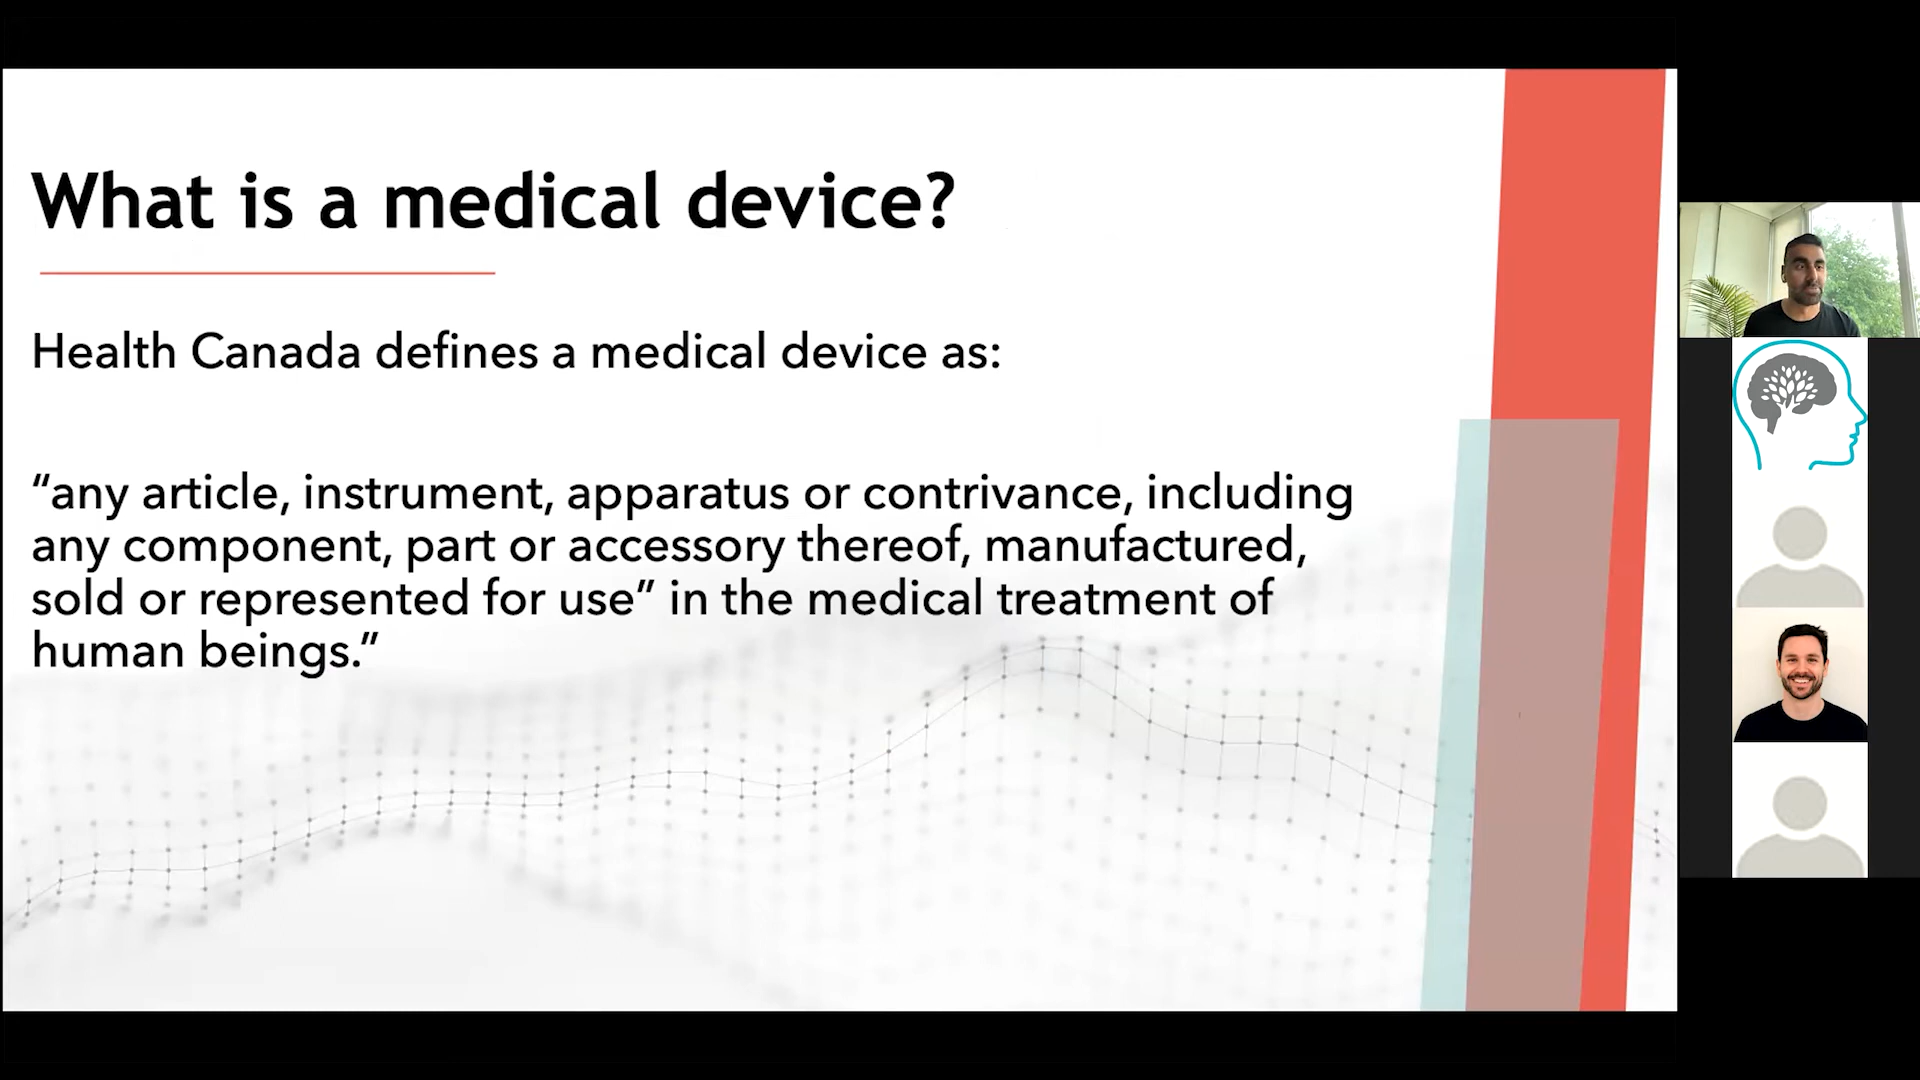 What is a medical device?
Health Canada defines a medical device as:
“any article, instrument, apparatus or contrivance, including
any component, part or accessory thereof, manufactured,
sold or represented for use” in the medical treatment of
human beings.”